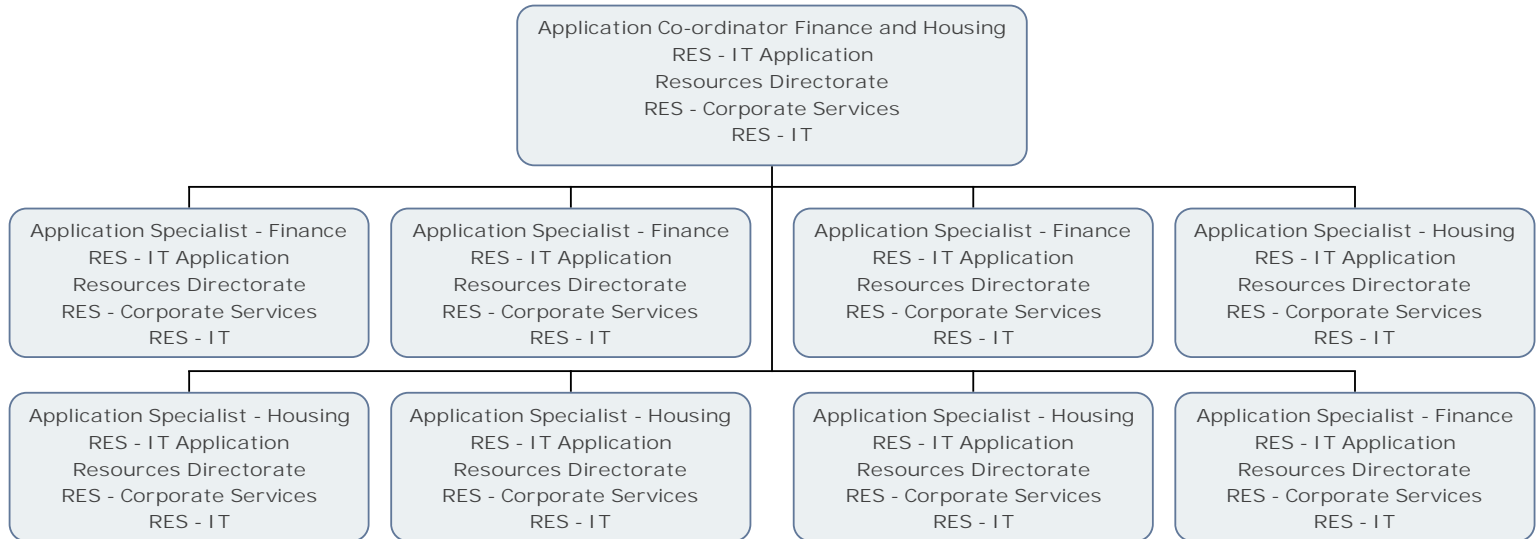 Application Co-ordinator Finance and Housing
RES - IT Application
Resources Directorate
RES - Corporate Services
RES - IT
Application Specialist - Finance
RES - IT Application
Resources Directorate
RES - Corporate Services
RES - IT
Application Specialist - Finance
RES - IT Application
Resources Directorate
RES - Corporate Services
RES - IT
Application Specialist - Finance
RES - IT Application
Resources Directorate
RES - Corporate Services
RES - IT
Application Specialist - Housing
RES - IT Application
Resources Directorate
RES - Corporate Services
RES - IT
Application Specialist - Housing
RES - IT Application
Resources Directorate
RES - Corporate Services
RES - IT
Application Specialist - Housing
RES - IT Application
Resources Directorate
RES - Corporate Services
RES - IT
Application Specialist - Housing
RES - IT Application
Resources Directorate
RES - Corporate Services
RES - IT
Application Specialist - Finance
RES - IT Application
Resources Directorate
RES - Corporate Services
RES - IT